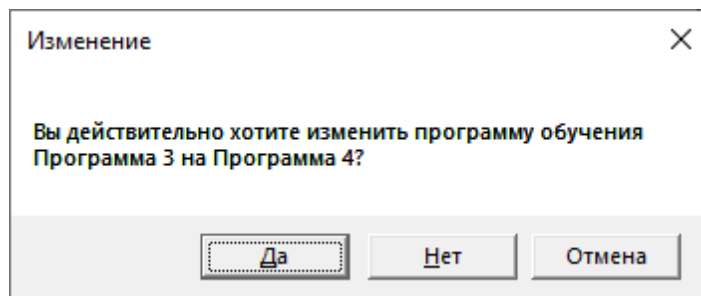 Изменение
Вы действительно хотите изменить программу обучения
Программа 3 на Программа 4?
Да
Нет
Отмена